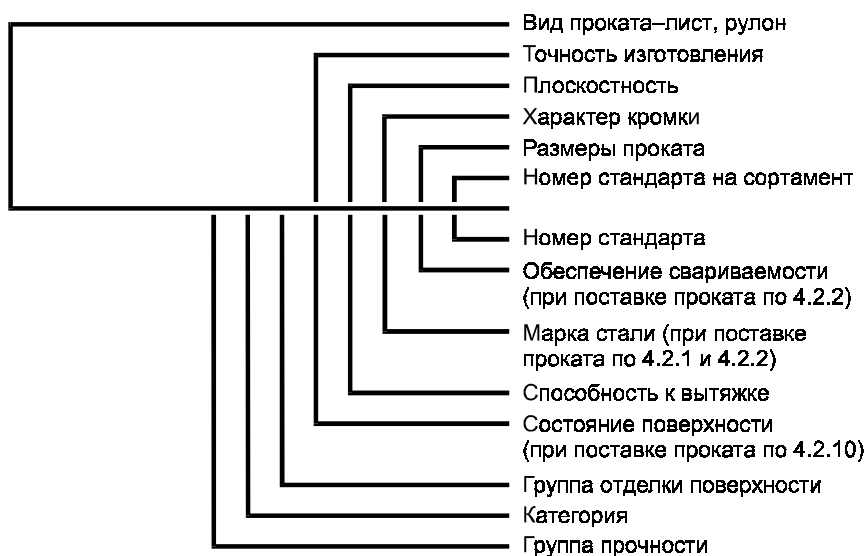 Вид проката–лист, рулон
Точность изготовления
Плоскостность
Характер кромки
Размеры проката
Номер стандарта на сортамент
Номер стандарта
Обеспечение свариваемости
(при поставке проката по 4.2.2)
Марка стали (при поставке
проката по 4.2.1 и 4.2.2)
Способность к вытяжке
Состояние поверхности
(при поставке проката по 4.2.10)
Группа отделки поверхности
Категория
Группа прочности